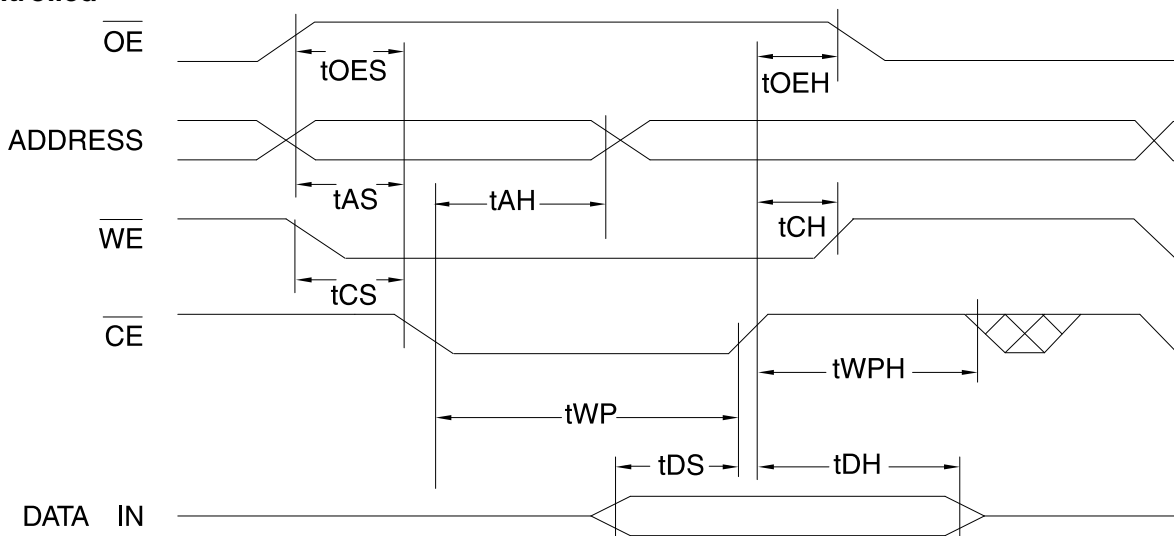 OE
tOES
tOEH
ADDRESS
tAS
tAH
tCH
WE
tCS
CE
tWPH
tWP
tDS
tDH
DATA IN